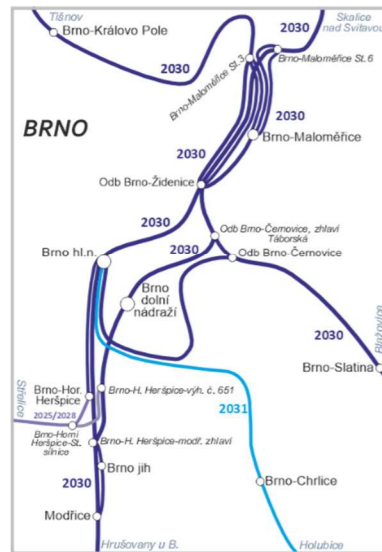 Tišnov
Skalice
nad Svitavou
Brno-Královo Pole
2030
2030
Brno-Maloměřice St.3
Brno-Maloměřice St.6
BRNO
2030
2030
Brno-Maloměřice
Odb Brno-Židenice
2030
Odb Brno-Černovice, zhlaví
Táborská
2030
Brno hl.n.
Odb Brno-Černovice
Brno
dolní
nádraží
2030
Blažovice
Brno-Slatina
Střelice
Brno-Hor.
Heršpice
Brno-H. Heršpice-výh. č. 651
2025/2028
2031
Brno-Horní
Heršpice-St.
silnice
Brno-H. Heršpice-modř. zhlaví
Brno jih
2030
Brno-Chrlice
Modřice
Hrušovany u B.
Holubice